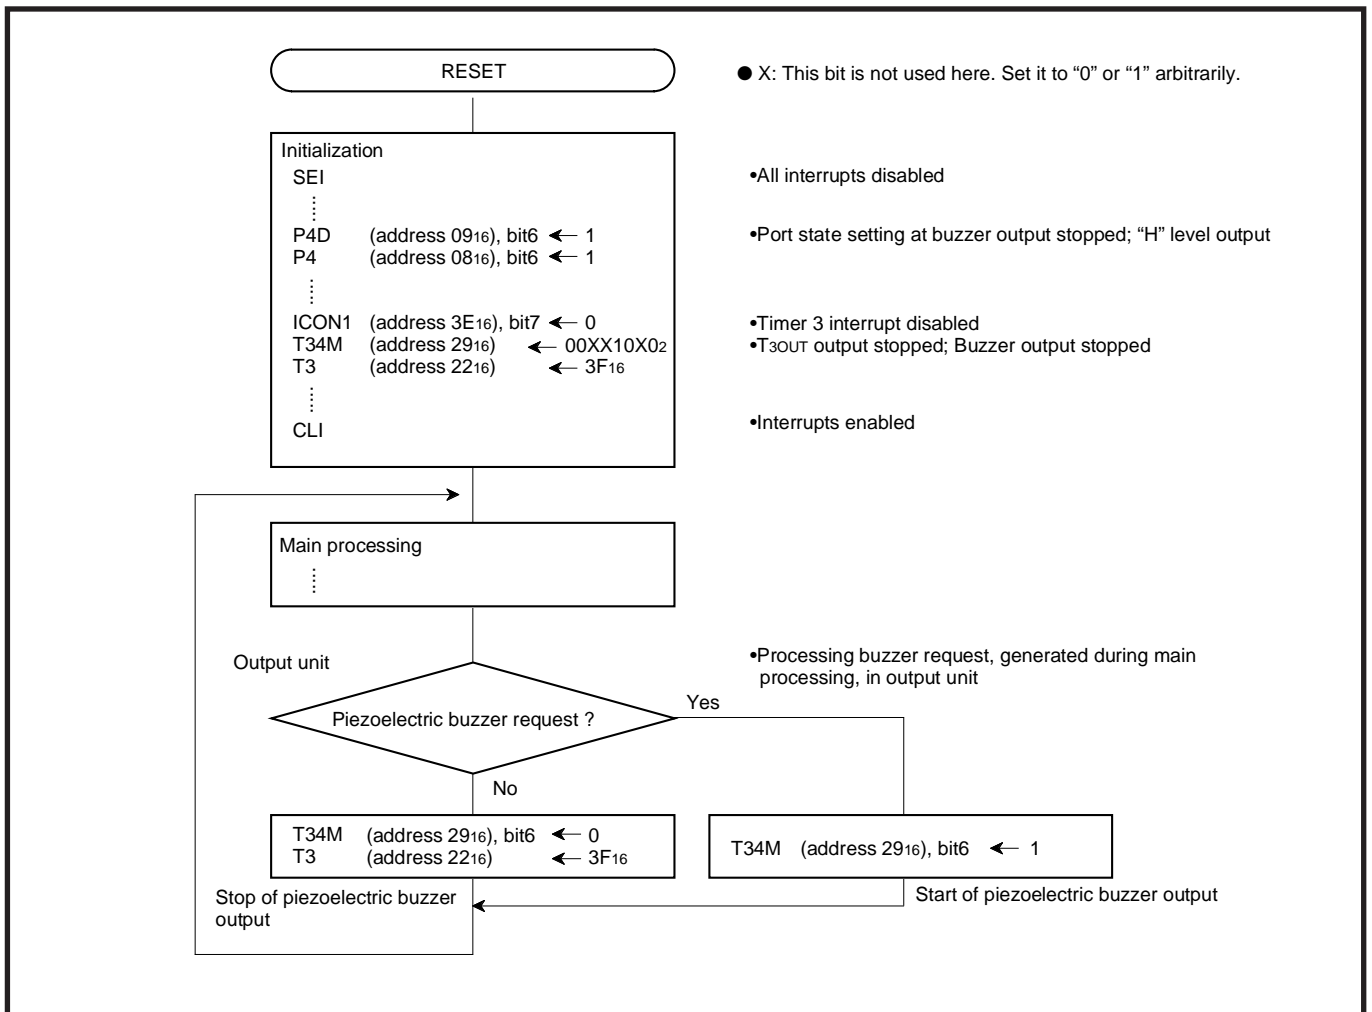 RESET
● X: This bit is not used here. Set it to “0” or “1” arbitrarily.
Initialization
SEI
•All interrupts disabled
P4D (address 0916), bit6 ← 1
•Port state setting at buzzer output stopped; “H” level output
P4 (address 0816), bit6 ← 1
ICON1 (address 3E16), bit7 ← 0
•Timer 3 interrupt disabled
T34M (address 2916) ← 00XX10X02
•T3OUT output stopped; Buzzer output stopped
T3 (address 2216) ← 3F16
CLI
•Interrupts enabled
Main processing
Output unit
•Processing buzzer request, generated during main
processing, in output unit
Piezoelectric buzzer request ?
Yes
No
T34M (address 2916), bit6 ← 0
T3 (address 2216) ← 3F16
T34M (address 2916), bit6 ← 1
Stop of piezoelectric buzzer
output
Start of piezoelectric buzzer output